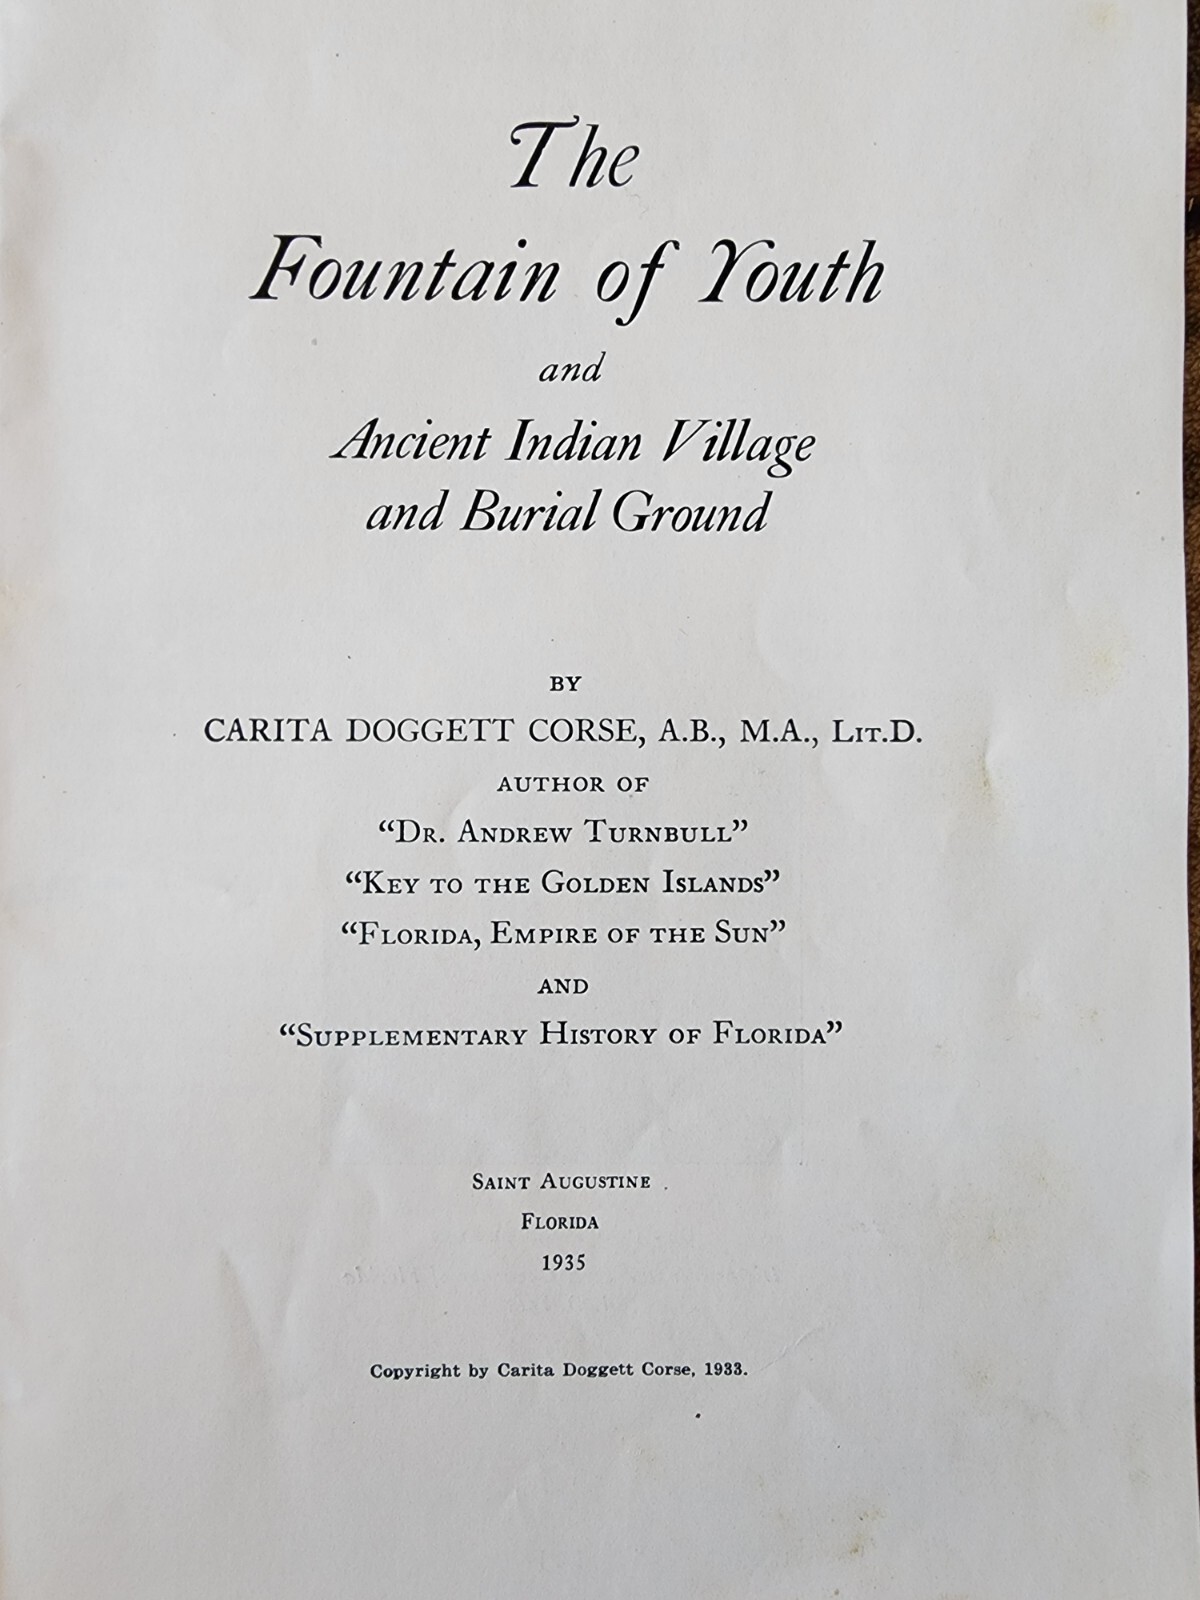 The
Fountain of Youth
and
Ancient Indian Village
and Burial Ground
BY
CARITA DOGGETT CORSE, A.B., M.A., LIT.D.
AUTHOR OF
“DR. ANDREW TURNBULL”
“KEY TO THE GOLDEN ISLANDS”
“FLORIDA, EMPIRE OF THE SUN”
AND
“SUPPLEMENTARY HISTORY OF FLORIDA”
SAINT AUGUSTINE
FLORIDA
1935
Copyright by Carita Doggett Corse, 1933.